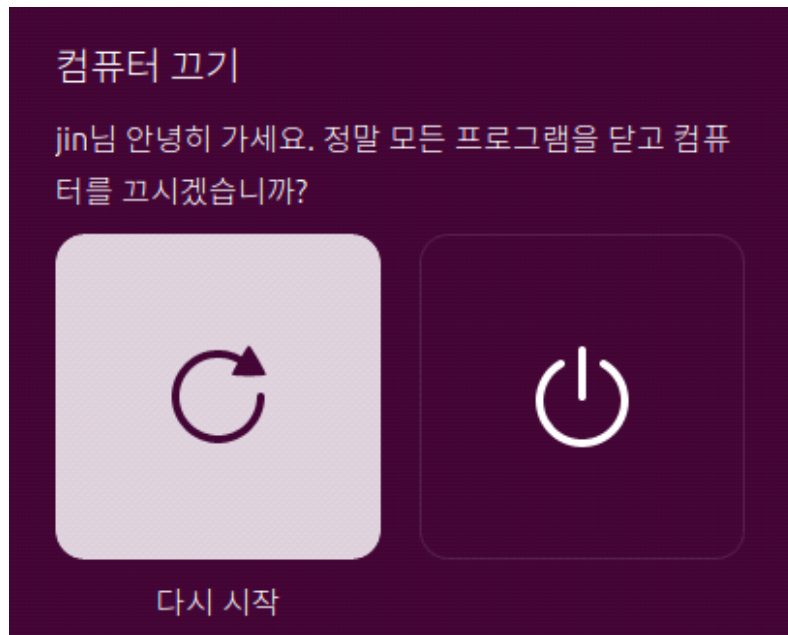 컴퓨터 끄기
jin님 안녕히 가세요. 정말 모든 프로그램을 닫고 컴퓨
터를 끄시겠습니까?
다시 시작